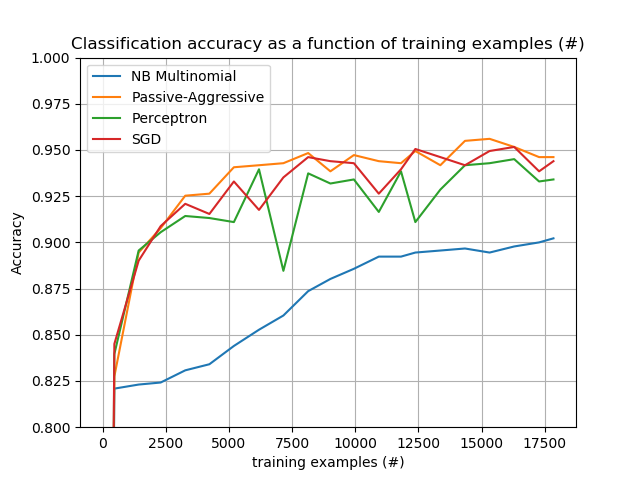 Classification accuracy as a function of training examples (#)
NB Multinomial
Passive-Aggressive
Perceptron
SGD
1.000
0.975
0.950
0.925
0.900
0.875
0.850
0.825
0.800
Accuracy
0 2500 5000 7500 10000 12500 15000 17500
training examples (#)